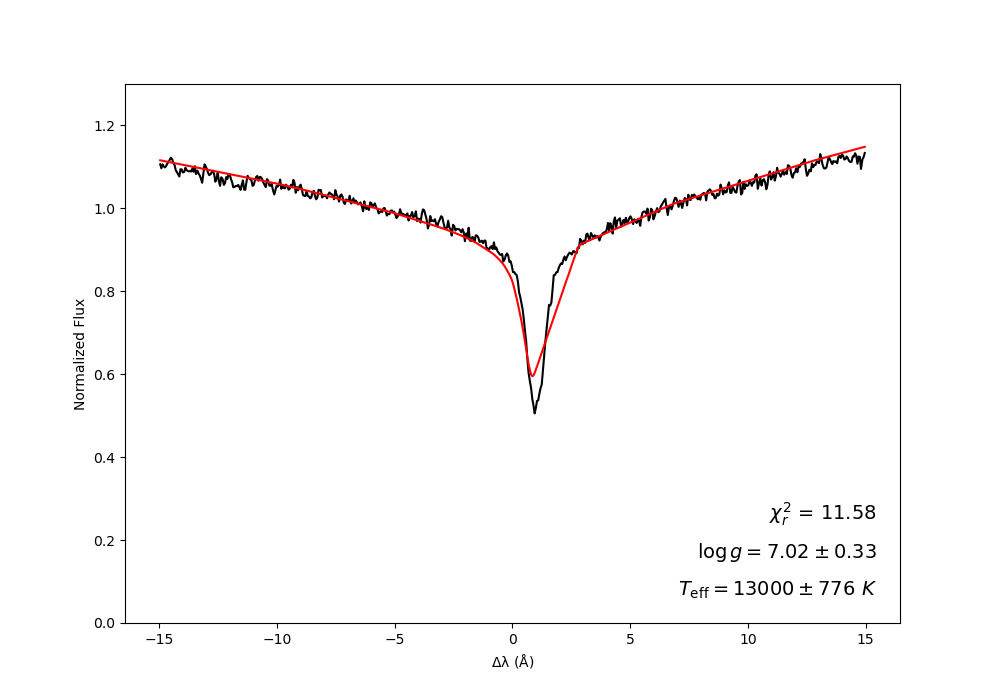 1.2
1.0
0.8
0.6
0.4
0.2
0.0
Normalized Flux
χ²ᵣ = 11.58
log g = 7.02 ± 0.33
T_eff = 13000 ± 776 K
−15 −10 −5 0 5 10 15
Δλ (Å)